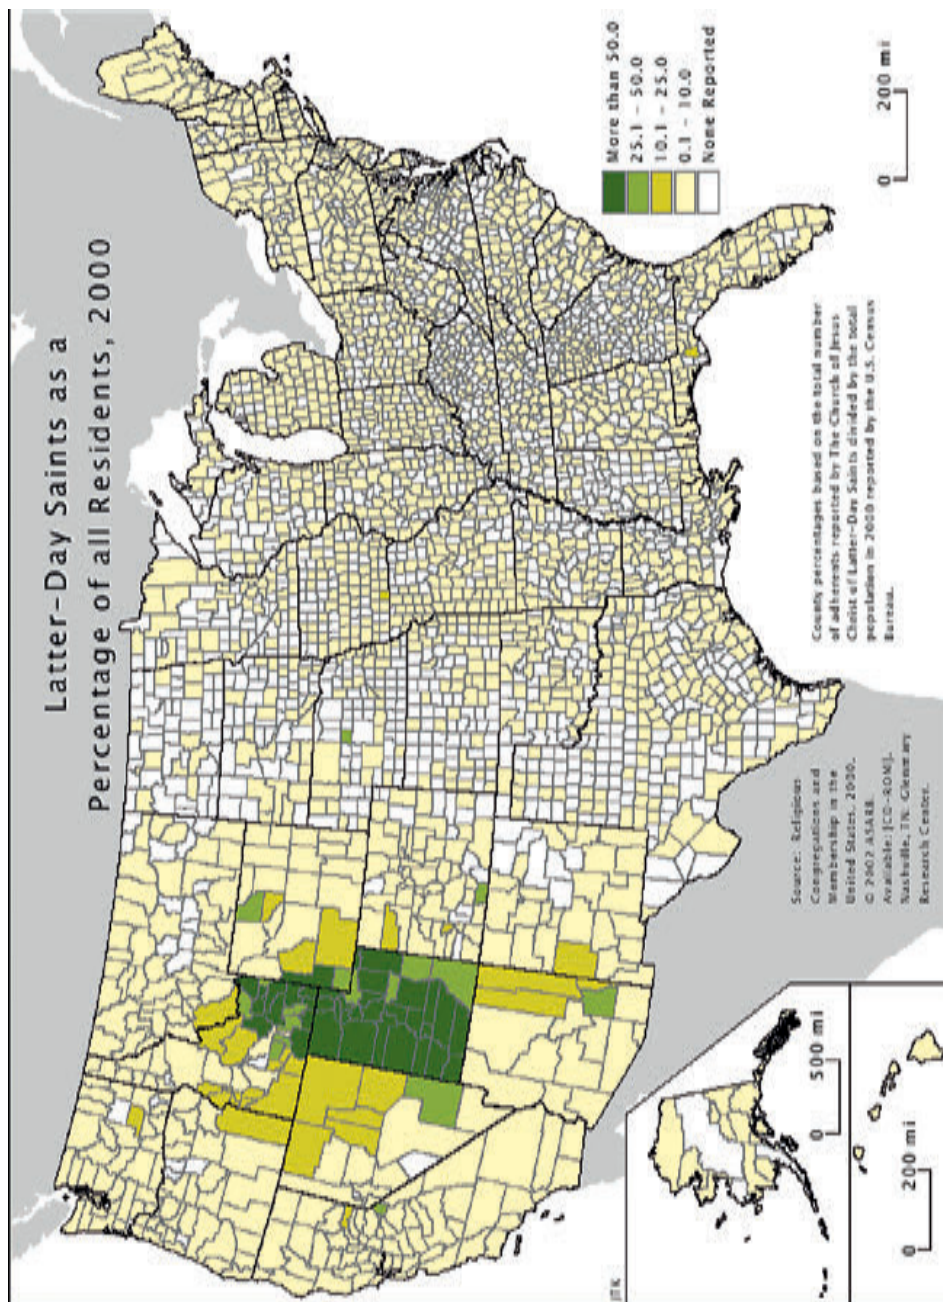 Latter-Day Saints as a
Percentage of all Residents, 2000
More than 50.0
25.1 - 50.0
10.1 - 25.0
0.1 - 10.0
None Reported
0 200 mi
County percentages based on the total number
of adherents reported by The Church of Jesus
Christ of Latter-Day Saints divided by the total
population in 2000 reported by the U.S. Census
Bureau.
Source: Religious
Congregations and
Membership in the
United States, 2000.
© 2002 ASARB.
Available: [CD-ROM].
Nashville, TN: Glenmary
Research Center.
0 500 mi
0 200 mi
JTK